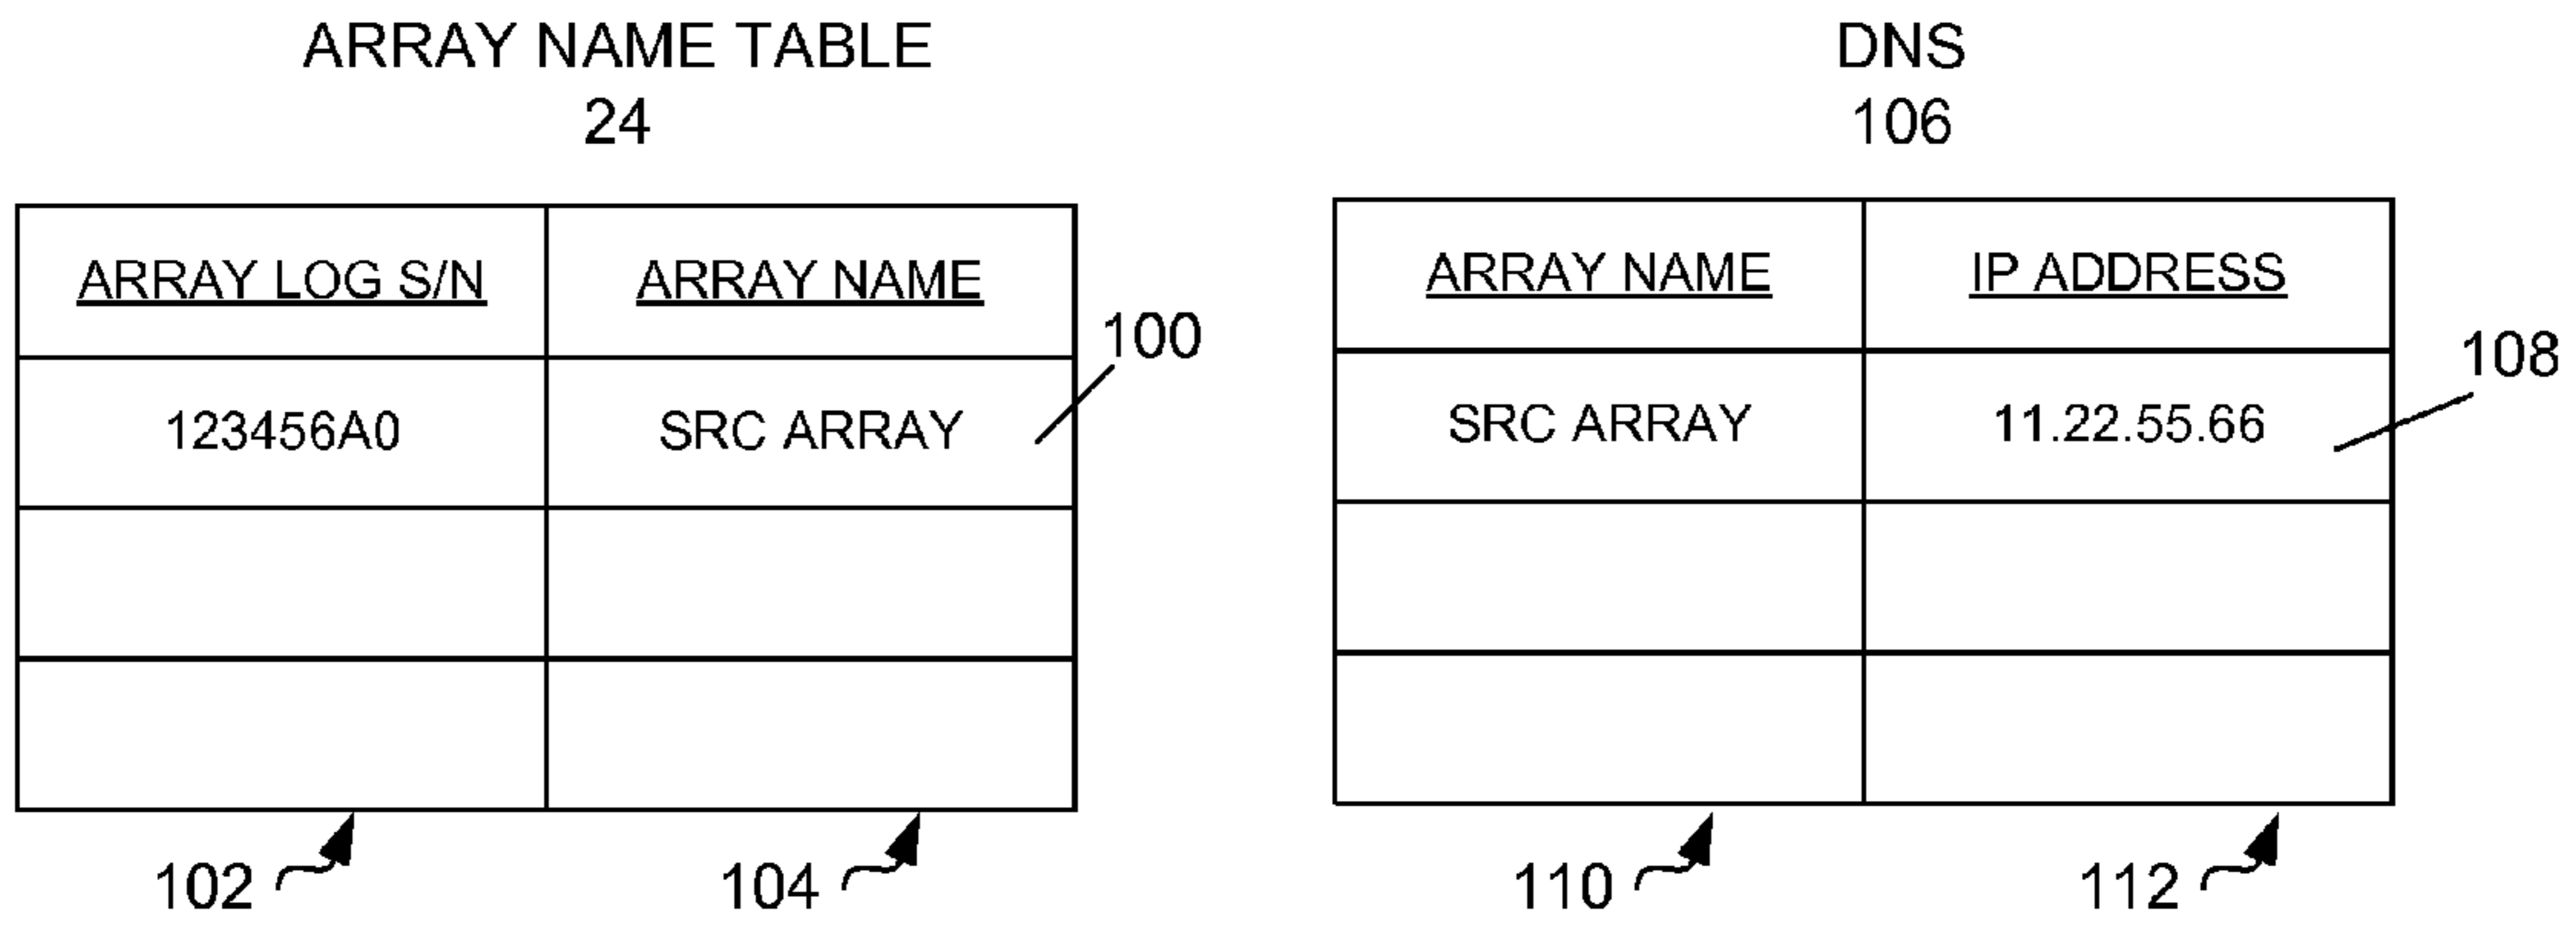 ARRAY NAME TABLE
24
ARRAY LOG S/N ARRAY NAME
100
123456A0 SRC ARRAY
102 104
DNS
106
ARRAY NAME IP ADDRESS
108
SRC ARRAY 11.22.55.66
110 112